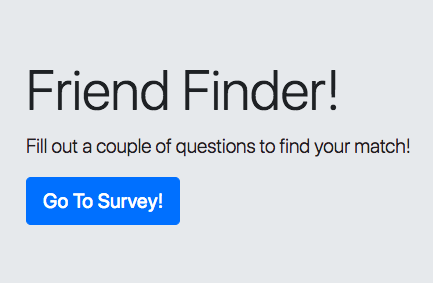 Friend Finder!
Fill out a couple of questions to find your match!
Go To Survey!